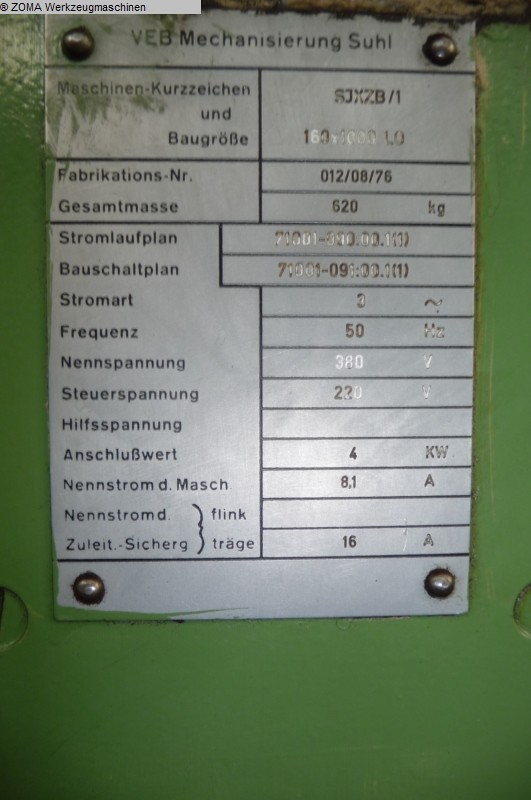 © ZOMA Werkzeugmaschinen
VEB Mechanisierung Suhl
Maschinen-Kurzzeichen SJXZB/1
und
Baugröße 160x1000 LO
Fabrikations-Nr. 012/08/76
Gesamtmasse 620 kg
Stromlaufplan
Bauschaltplan
Stromart 3 ~
Frequenz 50 Hz
Nennspannung 380 V
Steuerspannung 220 V
Hilfsspannung
Anschlußwert 4 KW
Nennstrom d. Masch. 8,1 A
Nennstrom d. } flink
Zuleit.-Sicherg } träge 16 A